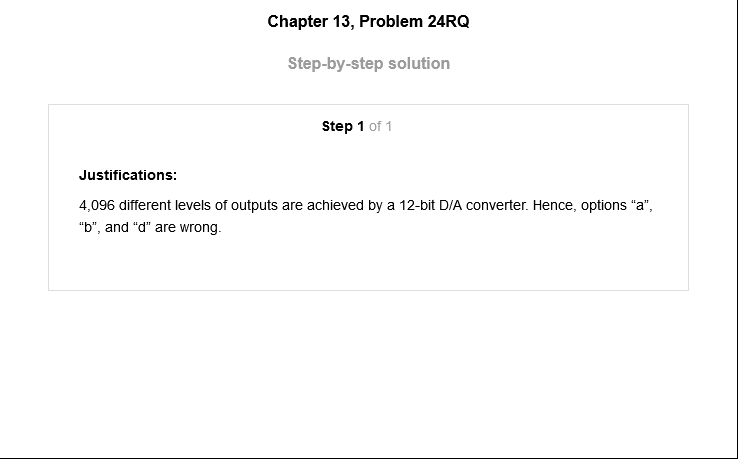 Chapter 13, Problem 24RQ
Step-by-step solution
Step 1 of 1
Justifications:
4,096 different levels of outputs are achieved by a 12-bit D/A converter. Hence, options “a”,
“b”, and “d” are wrong.